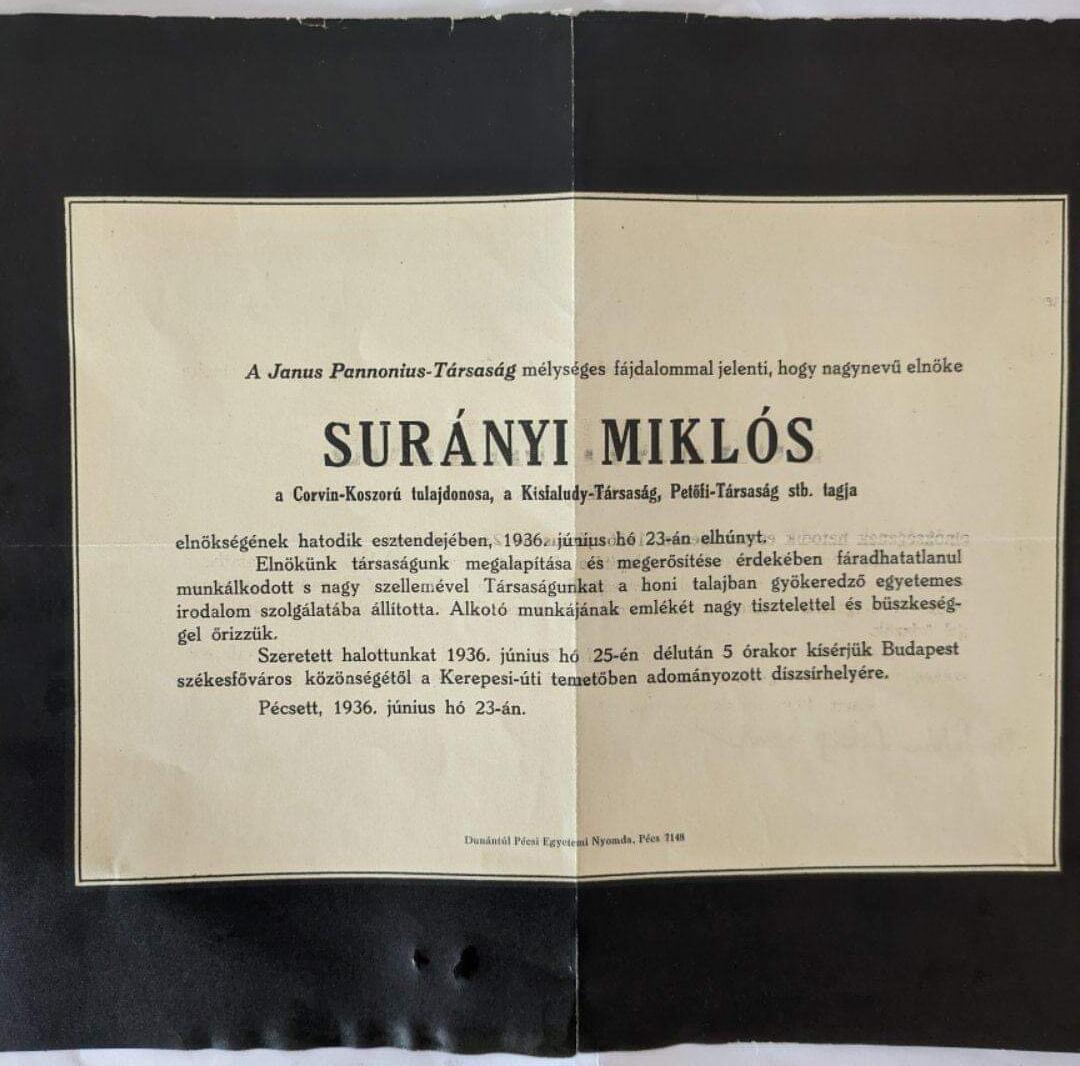 A Janus Pannonius-Társaság mélységes fájdalommal jelenti, hogy nagynevű elnöke
SURÁNYI MIKLÓS
a Corvin-Koszorú tulajdonosa, a Kisfaludy-Társaság, Petőfi-Társaság stb. tagja
elnökségének hatodik esztendejében, 1936. június hó 23-án elhúnyt.
Elnökünk társaságunk megalapítása és megerősítése érdekében fáradhatatlanul
munkálkodott s nagy szellemével Társaságunkat a honi talajban gyökeredző egyetemes
irodalom szolgálatába állította. Alkotó munkájának emlékét nagy tisztelettel és büszkeség-
gel őrizzük.
Szeretett halottunkat 1936. június hó 25-én délután 5 órakor kísérjük Budapest
székesfőváros közönségétől a Kerepesi-úti temetőben adományozott díszsírhelyére.
Pécsett, 1936. június hó 23-án.
Dunántúl Pécsi Egyetemi Nyomda, Pécs 7148